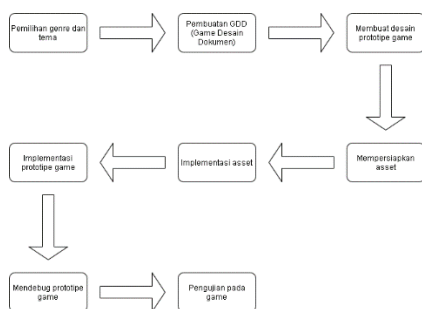 Pemilihan genre dan
tema
Pembuatan GDD
(Game Desain
Dokumen)
Membuat desain
prototipe game
Implementasi
prototipe game
Implementasi asset
Mempersiapkan
asset
Mendebug prototipe
game
Pengujian pada
game